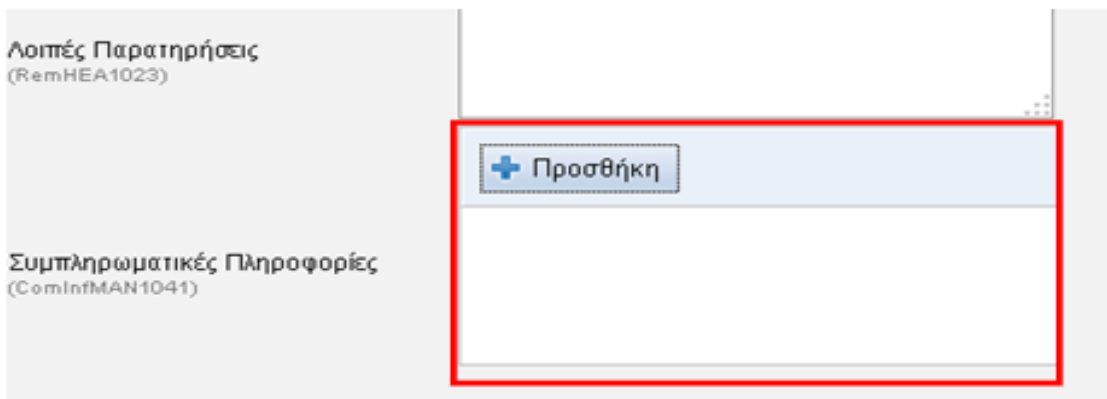 Λοιπές Παρατηρήσεις
(RemHEA1023)
Προσθήκη
Συμπληρωματικές Πληροφορίες
(ComInfMAN1041)